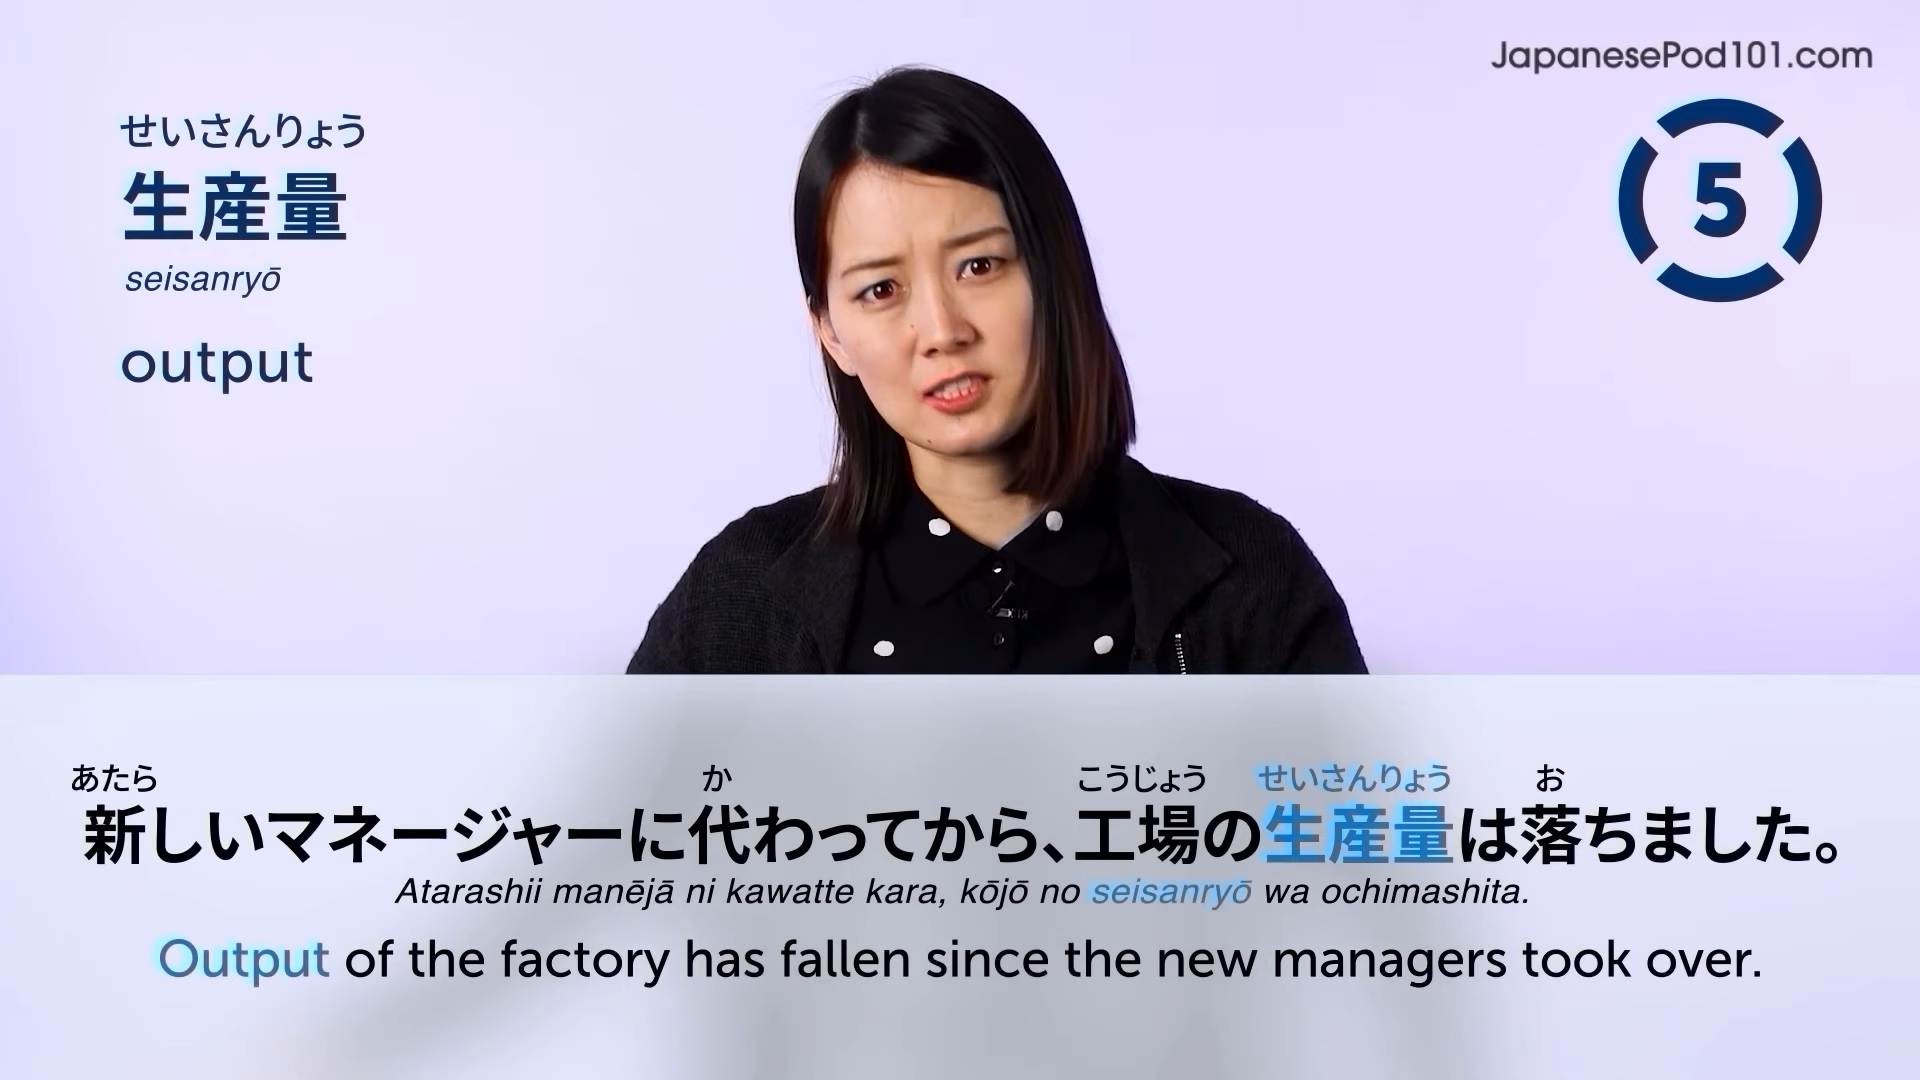 JapanesePod101.com
せいさんりょう
生産量
seisanryō
output
5
あたら か こうじょう せいさんりょう お
新しいマネージャーに代わってから、工場の生産量は落ちました。
Atarashii manējā ni kawatte kara, kōjō no seisanryō wa ochimashita.
Output of the factory has fallen since the new managers took over.